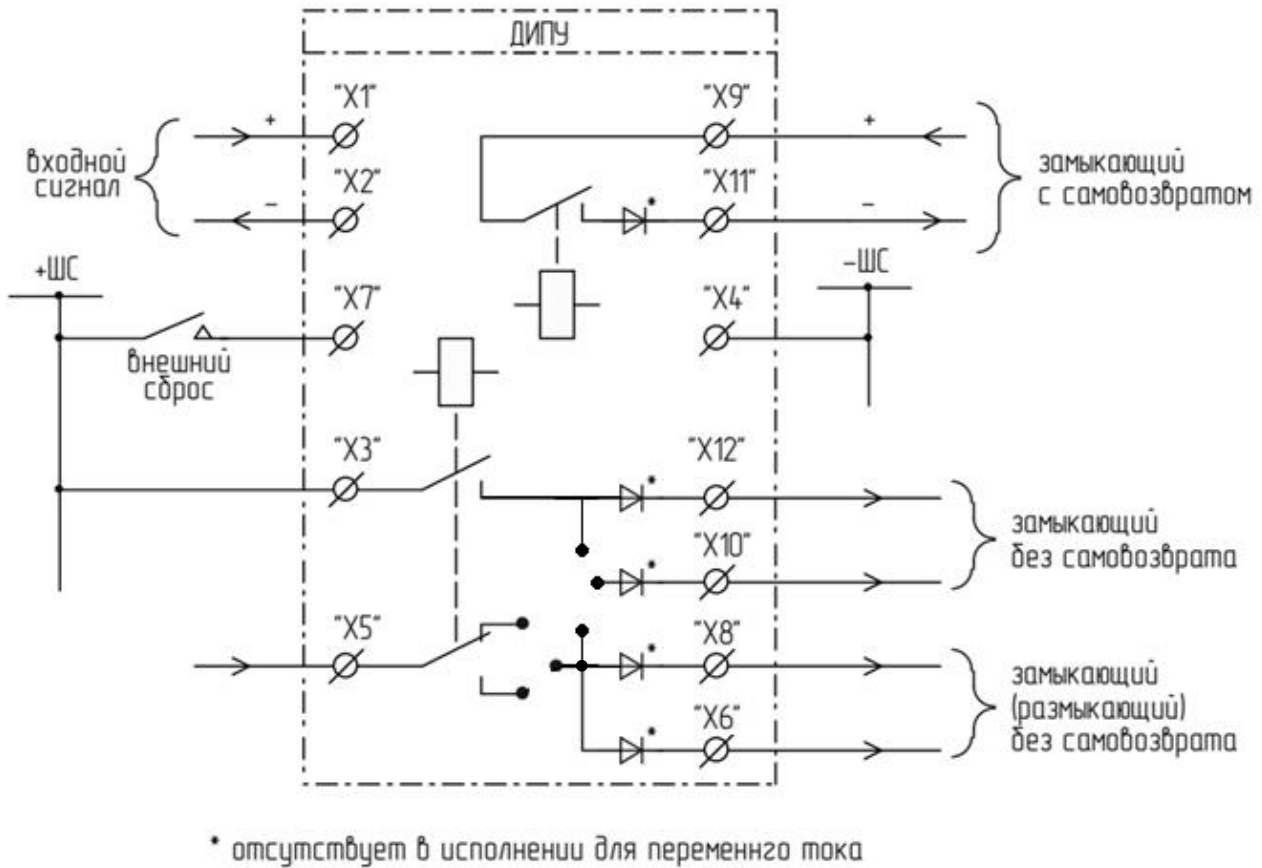 ДИПУ
"X1"
+
"X2"
–
входной
сигнал
"X9"
+
*
"X11"
–
замыкающий
с самовозвратом
+ШС
"X7"
внешний
сброс
"X4"
–ШС
"X3"
"X12"
*
"X10"
*
замыкающий
без самовозврата
"X5"
"X8"
*
"X6"
*
замыкающий
(размыкающий)
без самовозврата
* отсутствует в исполнении для переменнго тока